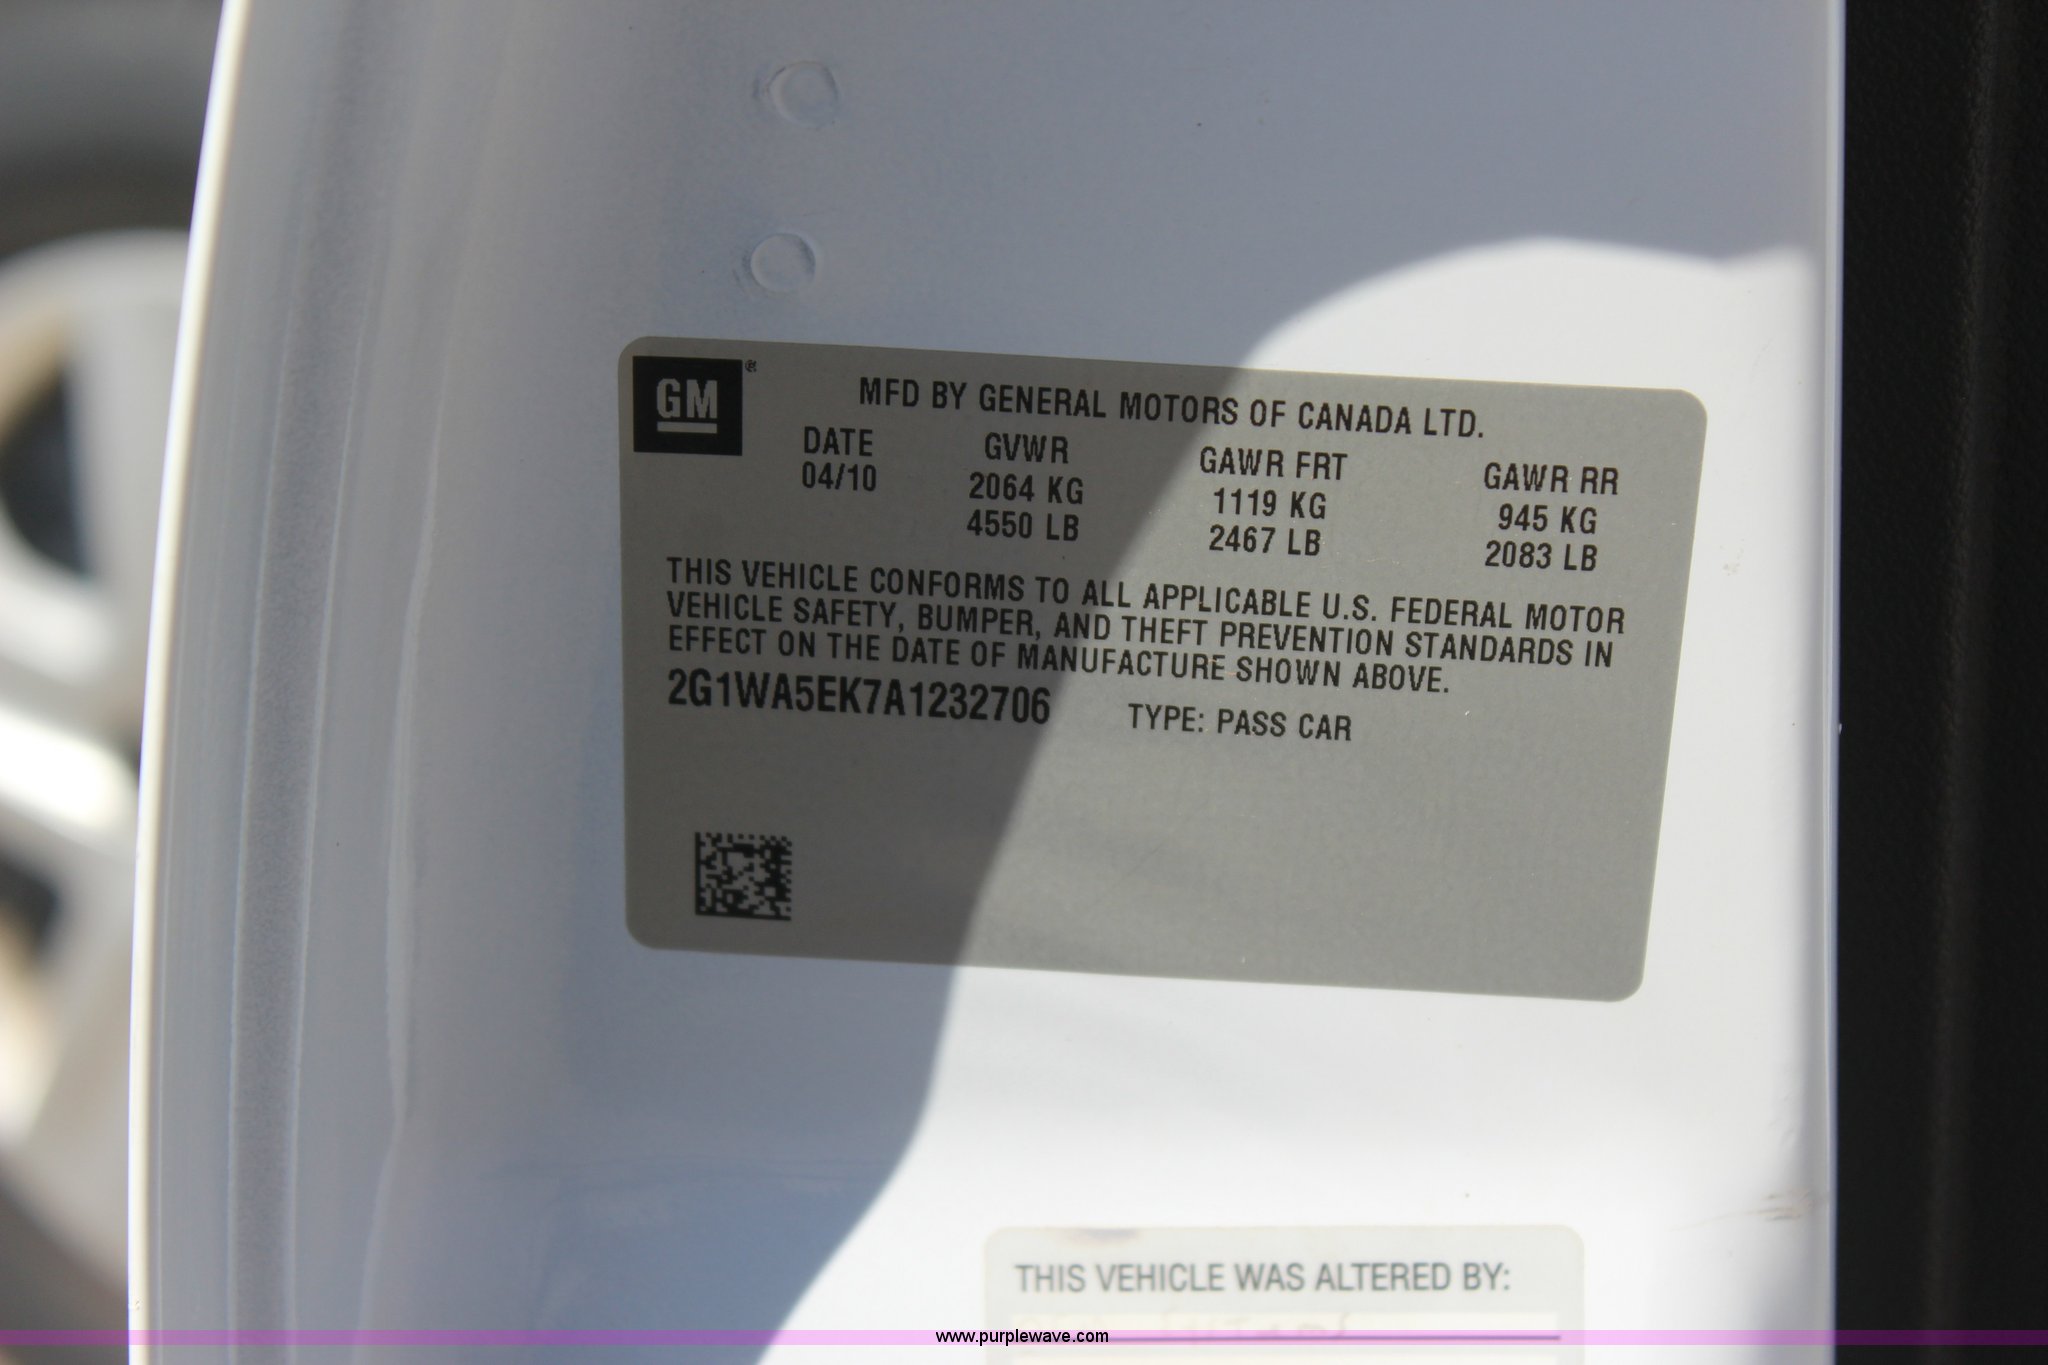 GM®
MFD BY GENERAL MOTORS OF CANADA LTD.
DATE GVWR GAWR FRT GAWR RR
04/10 2064 KG 1119 KG 945 KG
4550 LB 2467 LB 2083 LB
THIS VEHICLE CONFORMS TO ALL APPLICABLE U.S. FEDERAL MOTOR
VEHICLE SAFETY, BUMPER, AND THEFT PREVENTION STANDARDS IN
EFFECT ON THE DATE OF MANUFACTURE SHOWN ABOVE.
2G1WA5EK7A1232706 TYPE: PASS CAR
THIS VEHICLE WAS ALTERED BY:
www.purplewave.com